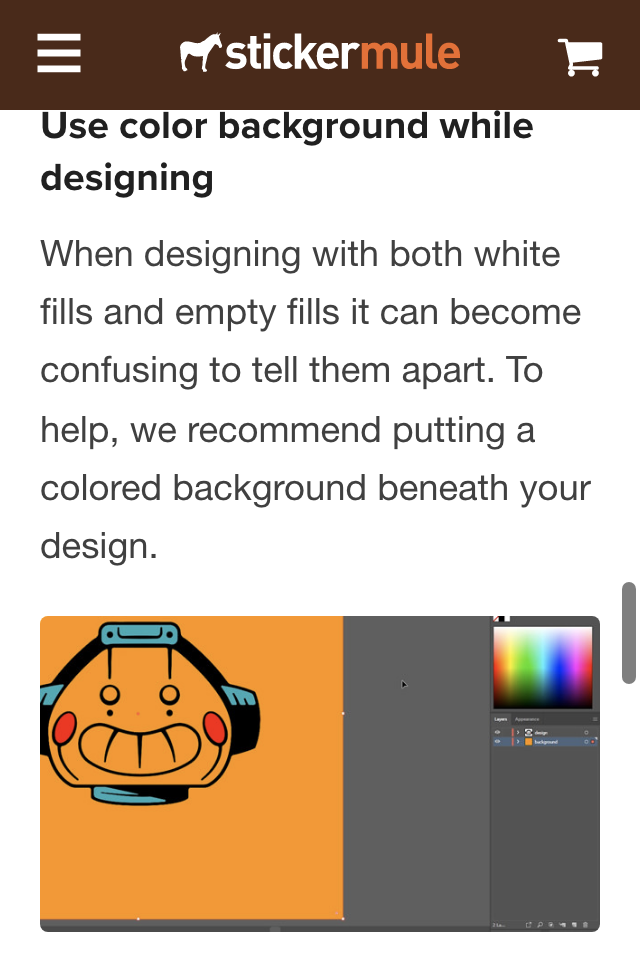 stickermule
Use color background while
designing
When designing with both white
fills and empty fills it can become
confusing to tell them apart. To
help, we recommend putting a
colored background beneath your
design.
Layers Appearance
design
background